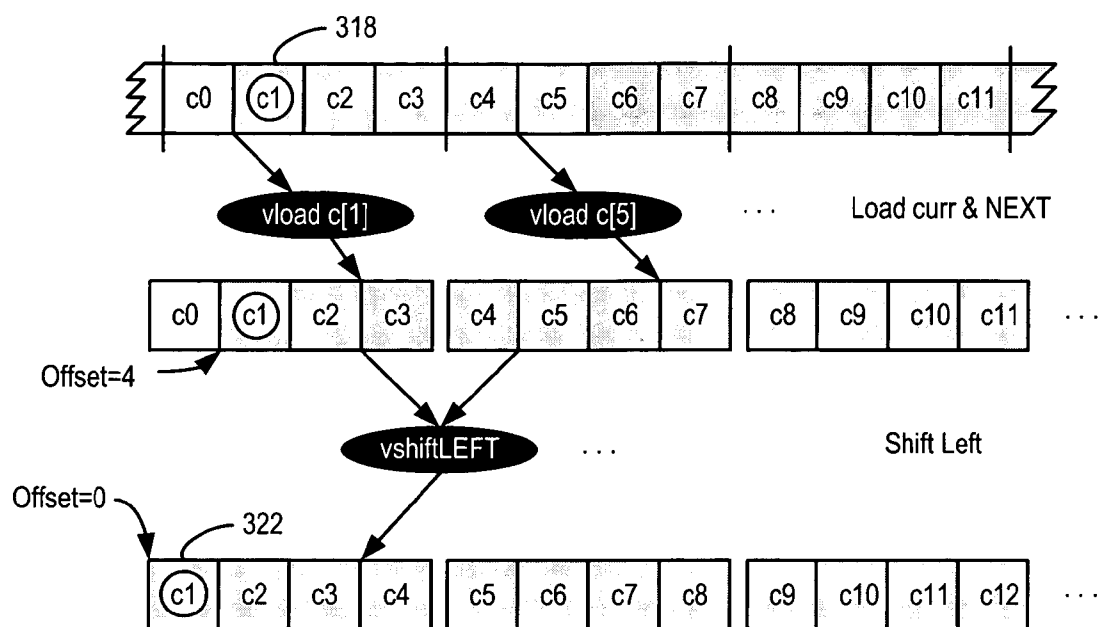 318
c0 c1 c2 c3 c4 c5 c6 c7 c8 c9 c10 c11
vload c[1] vload c[5] ... Load curr & NEXT
c0 c1 c2 c3 c4 c5 c6 c7 c8 c9 c10 c11 ...
Offset=4
vshiftLEFT ... Shift Left
Offset=0
322
c1 c2 c3 c4 c5 c6 c7 c8 c9 c10 c11 c12 ...